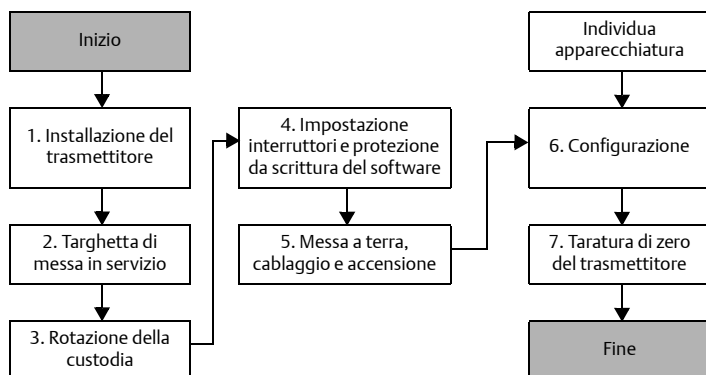 Inizio
1. Installazione del
trasmettitore
2. Targhetta di
messa in servizio
3. Rotazione della
custodia
4. Impostazione
interruttori e protezione
da scrittura del software
5. Messa a terra,
cablaggio e accensione
Individua
apparecchiatura
6. Configurazione
7. Taratura di zero
del trasmettitore
Fine